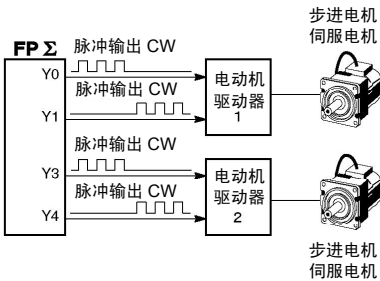 步进电机
伺服电机
FP Σ
脉冲输出 CW
Y0
脉冲输出 CW
Y1
电动机
驱动器
1
脉冲输出 CW
Y3
脉冲输出 CW
Y4
电动机
驱动器
2
步进电机
伺服电机